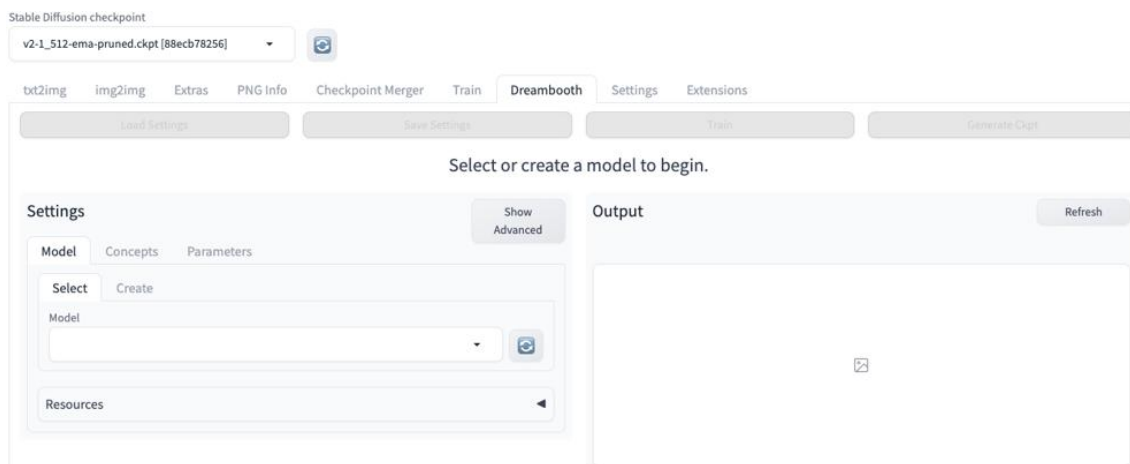 Stable Diffusion checkpoint
v2-1_512-ema-pruned.ckpt [88ecb78256]
txt2img img2img Extras PNG Info Checkpoint Merger Train Dreambooth Settings Extensions
Load Settings Save Settings Train Generate Ckpt
Select or create a model to begin.
Settings
Show
Advanced
Output
Refresh
Model Concepts Parameters
Select Create
Model
Resources